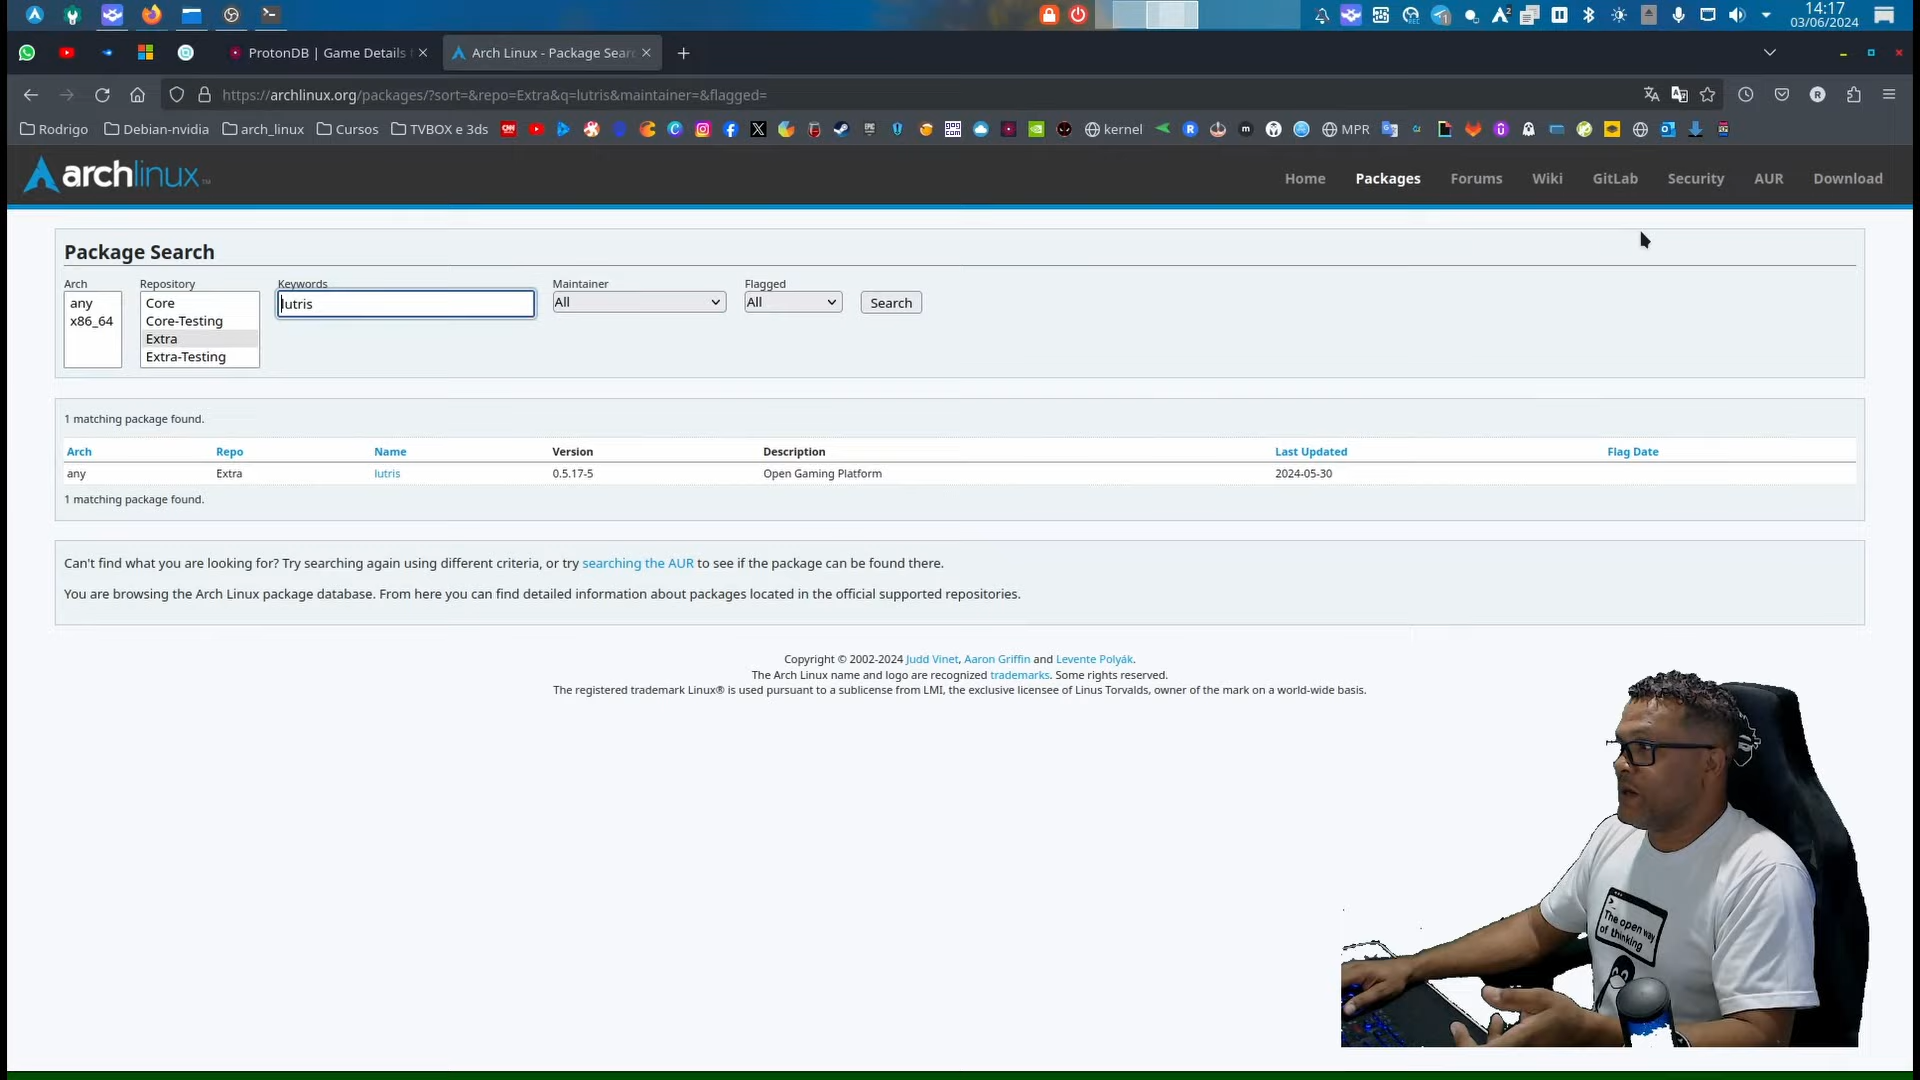 14:17
03/06/2024
ProtonDB | Game Details
Arch Linux - Package Sear
https://archlinux.org/packages/?sort=&repo=Extra&q=lutris&maintainer=&flagged=
Rodrigo Debian-nvidia arch_linux Cursos TVBOX e 3ds kernel MPR
archlinux
Home Packages Forums Wiki GitLab Security AUR Download
Package Search
Arch Repository Keywords Maintainer Flagged
any Core lutris All All Search
x86_64 Core-Testing
Extra
Extra-Testing
1 matching package found.
Arch Repo Name Version Description Last Updated Flag Date
any Extra lutris 0.5.17-5 Open Gaming Platform 2024-05-30
1 matching package found.
Can't find what you are looking for? Try searching again using different criteria, or try searching the AUR to see if the package can be found there.
You are browsing the Arch Linux package database. From here you can find detailed information about packages located in the official supported repositories.
Copyright © 2002-2024 Judd Vinet, Aaron Griffin and Levente Polyák.
The Arch Linux name and logo are recognized trademarks. Some rights reserved.
The registered trademark Linux® is used pursuant to a sublicense from LMI, the exclusive licensee of Linus Torvalds, owner of the mark on a world-wide basis.
The open way
of thinking